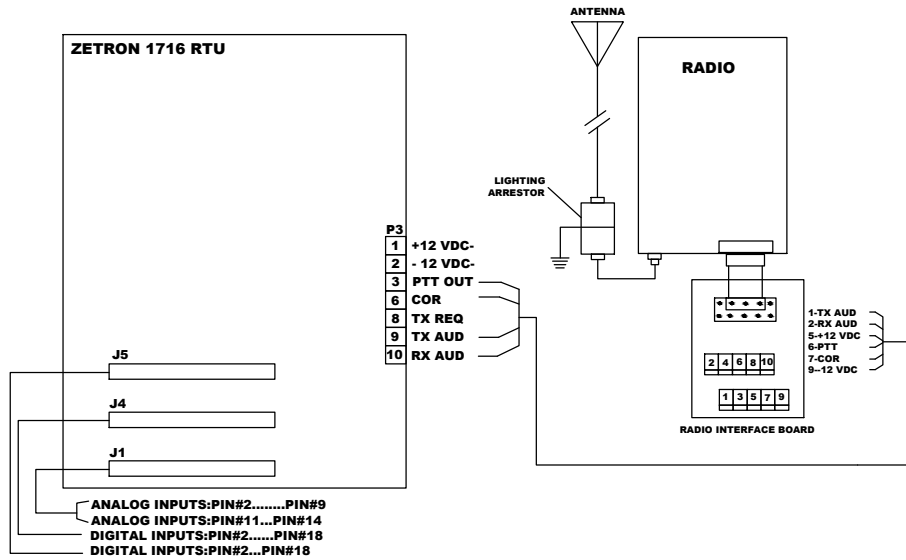 ANTENNA
ZETRON 1716 RTU
RADIO
LIGHTING
ARRESTOR
P3
1 +12 VDC-
2 - 12 VDC-
3 PTT OUT
6 COR
8 TX REQ
9 TX AUD
10 RX AUD
1-TX AUD
2-RX AUD
5-+12 VDC
6-PTT
7-COR
9--12 VDC
2 4 6 8 10
1 3 5 7 9
RADIO INTERFACE BOARD
J5
J4
J1
ANALOG INPUTS:PIN#2........PIN#9
ANALOG INPUTS:PIN#11...PIN#14
DIGITAL INPUTS:PIN#2......PIN#18
DIGITAL INPUTS:PIN#2...PIN#18